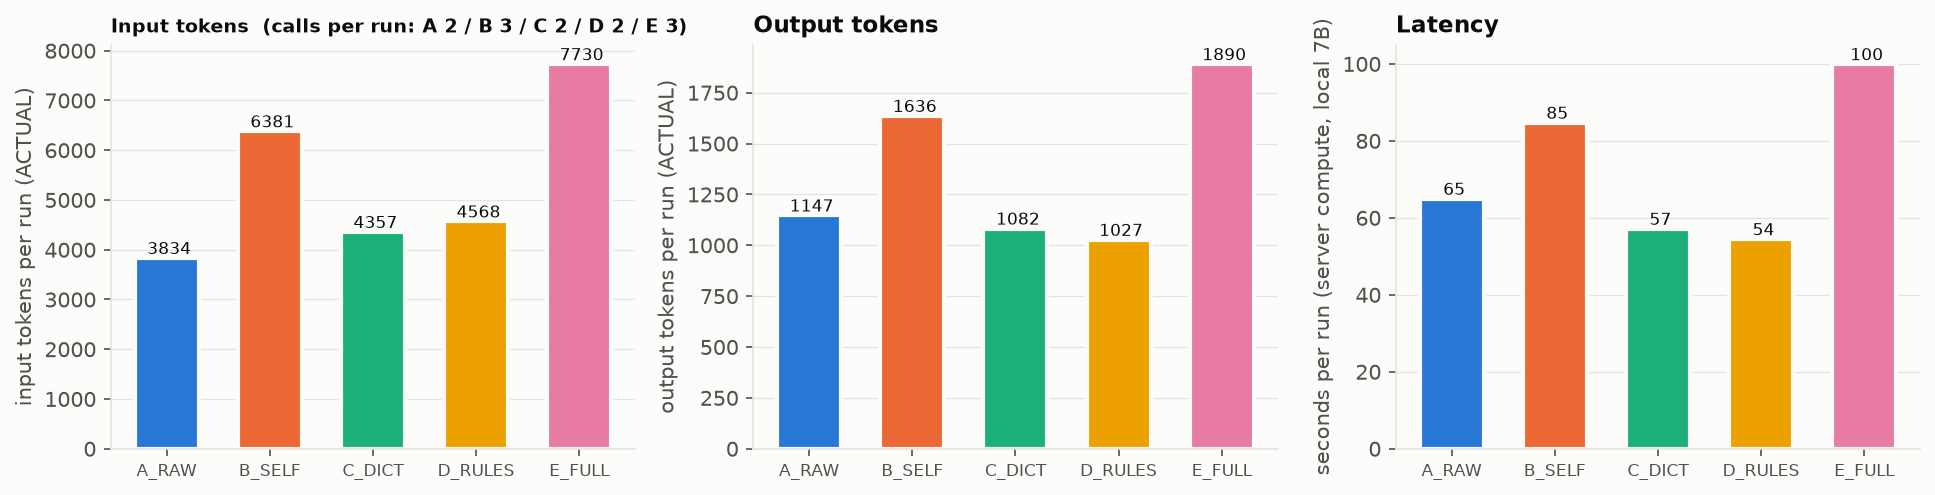 Input tokens  (calls per run: A 2 / B 3 / C 2 / D 2 / E 3)
input tokens per run (ACTUAL)
8000
7000
6000
5000
4000
3000
2000
1000
0
3834
6381
4357
4568
7730
A_RAW
B_SELF
C_DICT
D_RULES
E_FULL
Output tokens
output tokens per run (ACTUAL)
1750
1500
1250
1000
750
500
250
0
1147
1636
1082
1027
1890
A_RAW
B_SELF
C_DICT
D_RULES
E_FULL
Latency
seconds per run (server compute, local 7B)
100
80
60
40
20
0
65
85
57
54
100
A_RAW
B_SELF
C_DICT
D_RULES
E_FULL